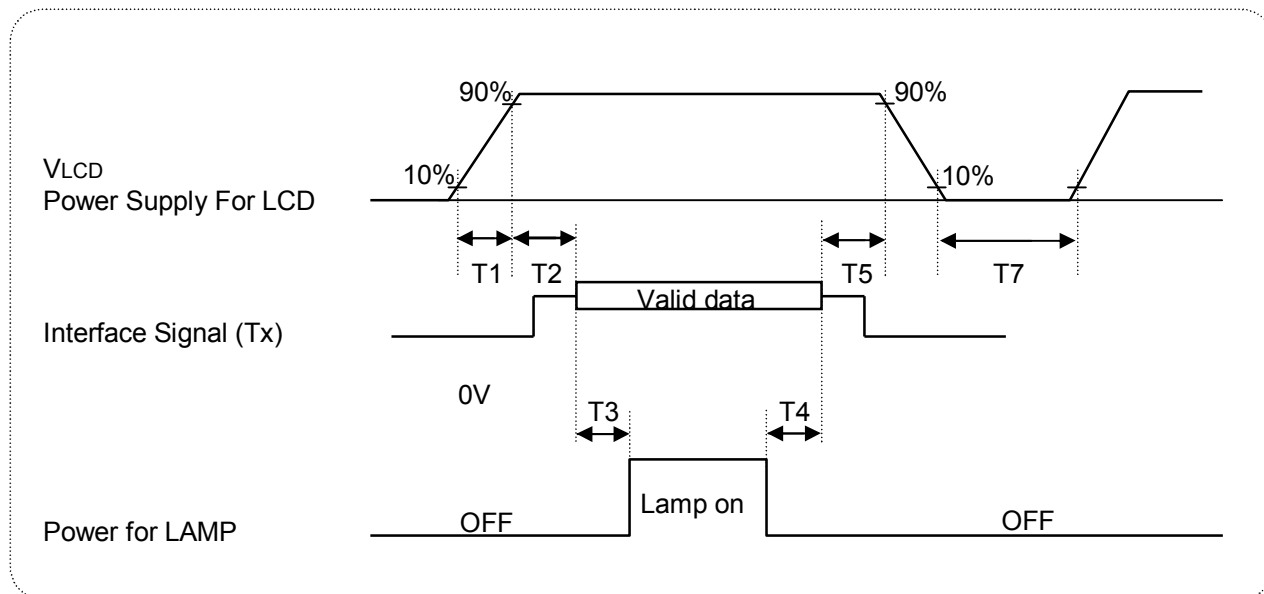 90%
90%
VLCD
10%
10%
Power Supply For LCD
T1
T2
T5
T7
Valid data
Interface Signal (Tx)
0V
T3
T4
Lamp on
OFF
OFF
Power for LAMP